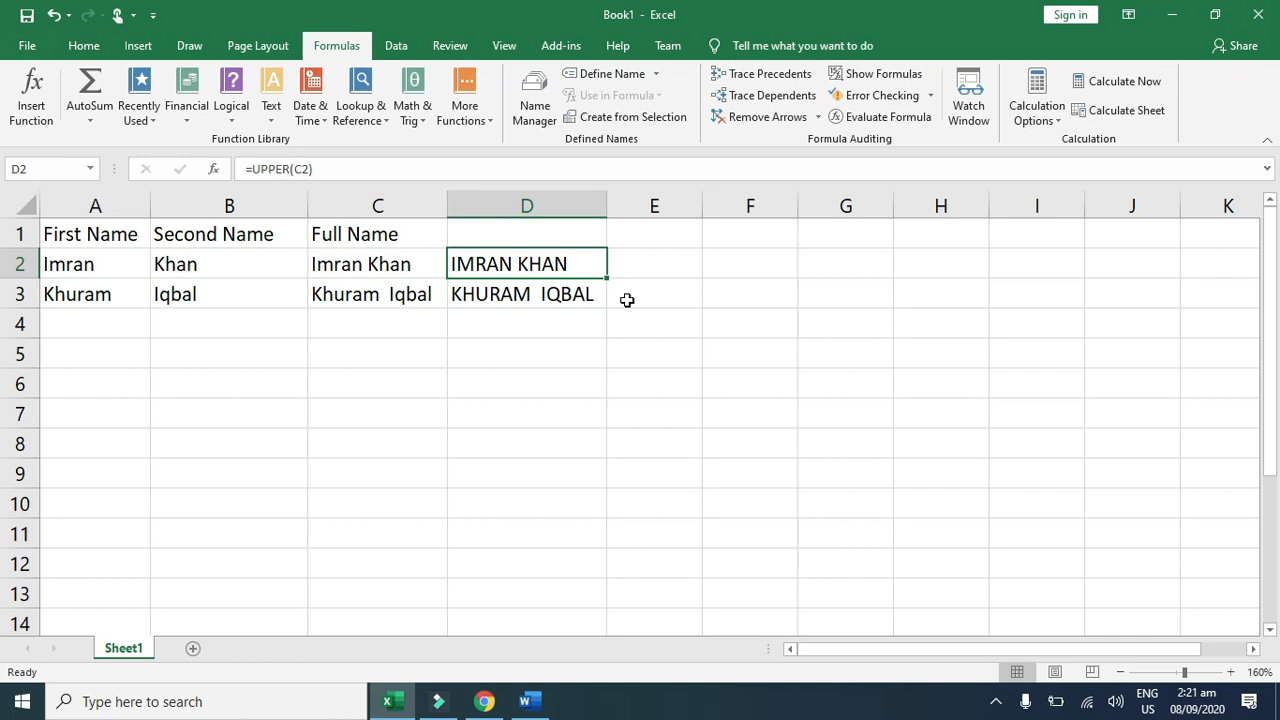 Book1 - Excel
Sign in
File Home Insert Draw Page Layout Formulas Data Review View Add-ins Help Team Tell me what you want to do Share
Insert Function
AutoSum
Recently Used
Financial
Logical
Text
Date & Time
Lookup & Reference
Math & Trig
More Functions
Function Library
Name Manager
Define Name
Use in Formula
Create from Selection
Defined Names
Trace Precedents
Trace Dependents
Remove Arrows
Show Formulas
Error Checking
Evaluate Formula
Formula Auditing
Watch Window
Calculation Options
Calculate Now
Calculate Sheet
Calculation
D2 fx =UPPER(C2)
A B C D E F G H I J K
1 First Name Second Name Full Name
2 Imran Khan Imran Khan IMRAN KHAN
3 Khuram Iqbal Khuram  Iqbal KHURAM  IQBAL
4
5
6
7
8
9
10
11
12
13
14
Sheet1
Ready 160%
Type here to search
ENG
US
2:21 am
08/09/2020